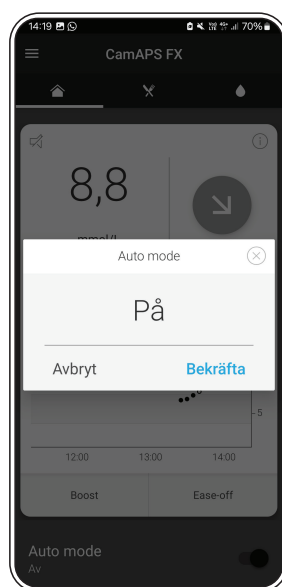 14:19 70%
CamAPS FX
8,8
mmol/L
Auto mode
På
Avbryt Bekräfta
5
12:00 13:00 14:00
Boost Ease-off
Auto mode
Av